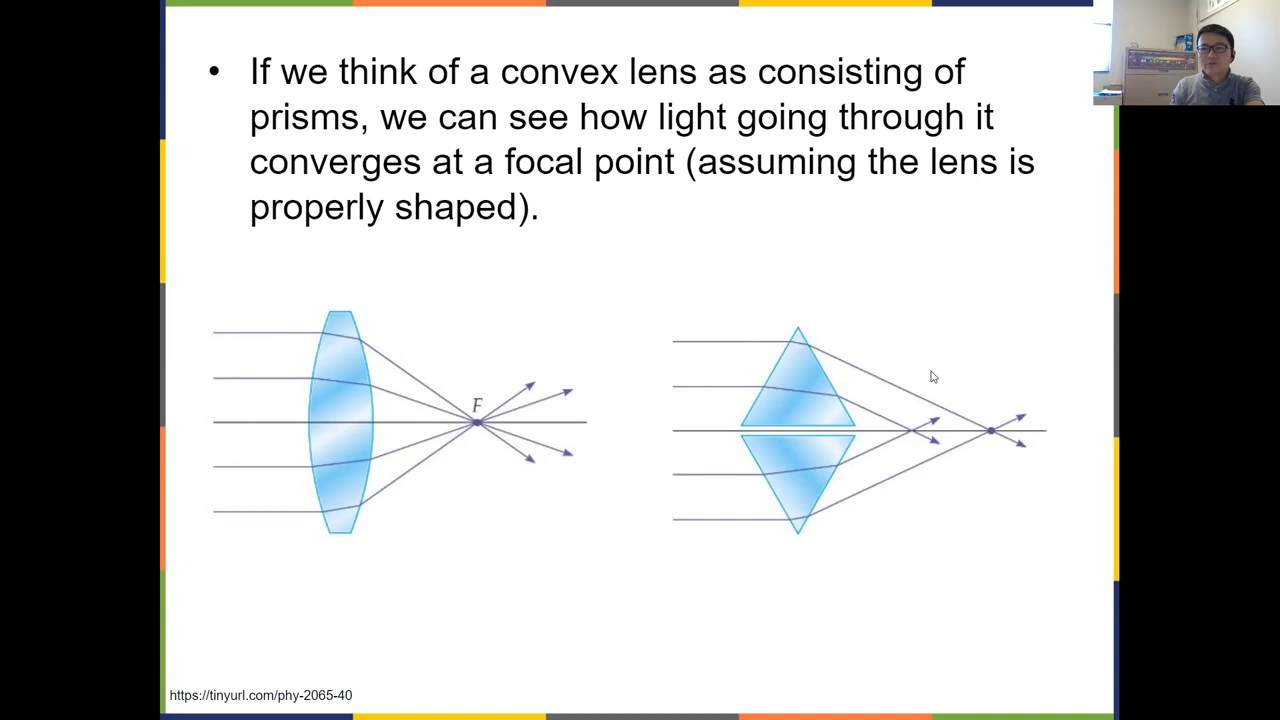 • If we think of a convex lens as consisting of
prisms, we can see how light going through it
converges at a focal point (assuming the lens is
properly shaped).
F
https://tinyurl.com/phy-2065-40